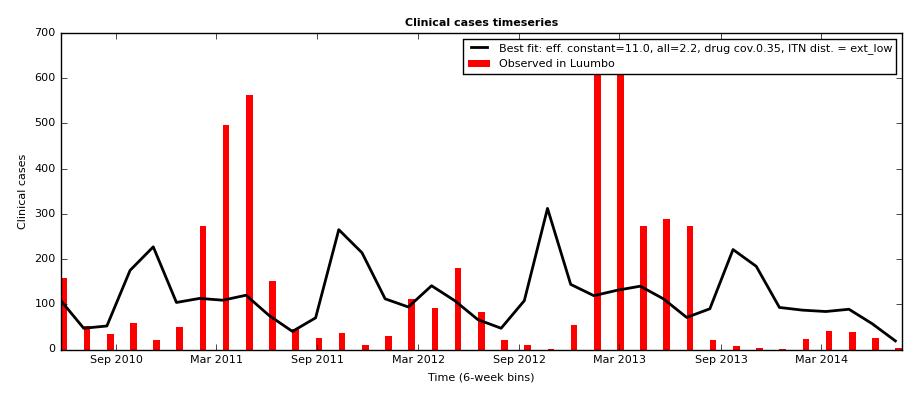 Clinical cases timeseries
Best fit: eff. constant=11.0, all=2.2, drug cov.0.35, ITN dist. = ext_low
Observed in Luumbo
Clinical cases
700
600
500
400
300
200
100
0
Sep 2010 Mar 2011 Sep 2011 Mar 2012 Sep 2012 Mar 2013 Sep 2013 Mar 2014
Time (6-week bins)